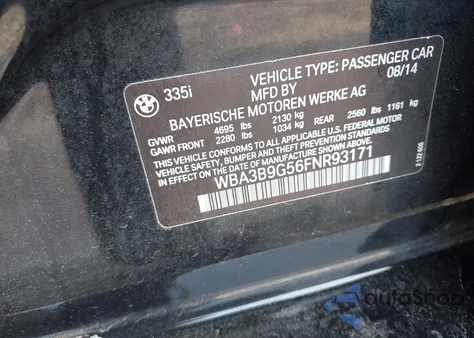 335i VEHICLE TYPE: PASSENGER CAR
MFD BY 08/14
BAYERISCHE MOTOREN WERKE AG
GVWR 4695 lbs 2130 kg
GAWR FRONT 2280 lbs 1034 kg REAR 2560 lbs 1161 kg
THIS VEHICLE CONFORMS TO ALL APPLICABLE U.S. FEDERAL MOTOR
VEHICLE SAFETY, BUMPER, AND THEFT PREVENTION STANDARDS
IN EFFECT ON THE DATE OF MANUFACTURE SHOWN ABOVE.
WBA3B9G56FNR93171
autoSnap